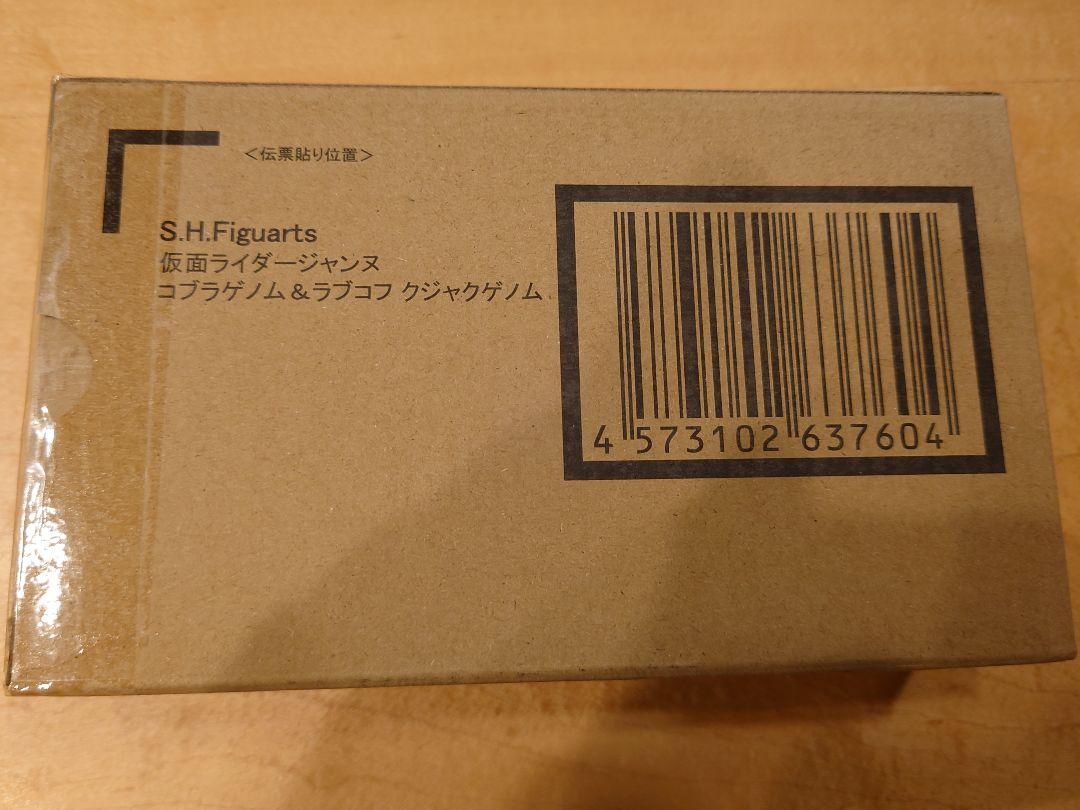 <伝票貼り位置>
S.H.Figuarts
仮面ライダージャンヌ
コブラゲノム&ラブコフ クジャクゲノム
4 573102 637604